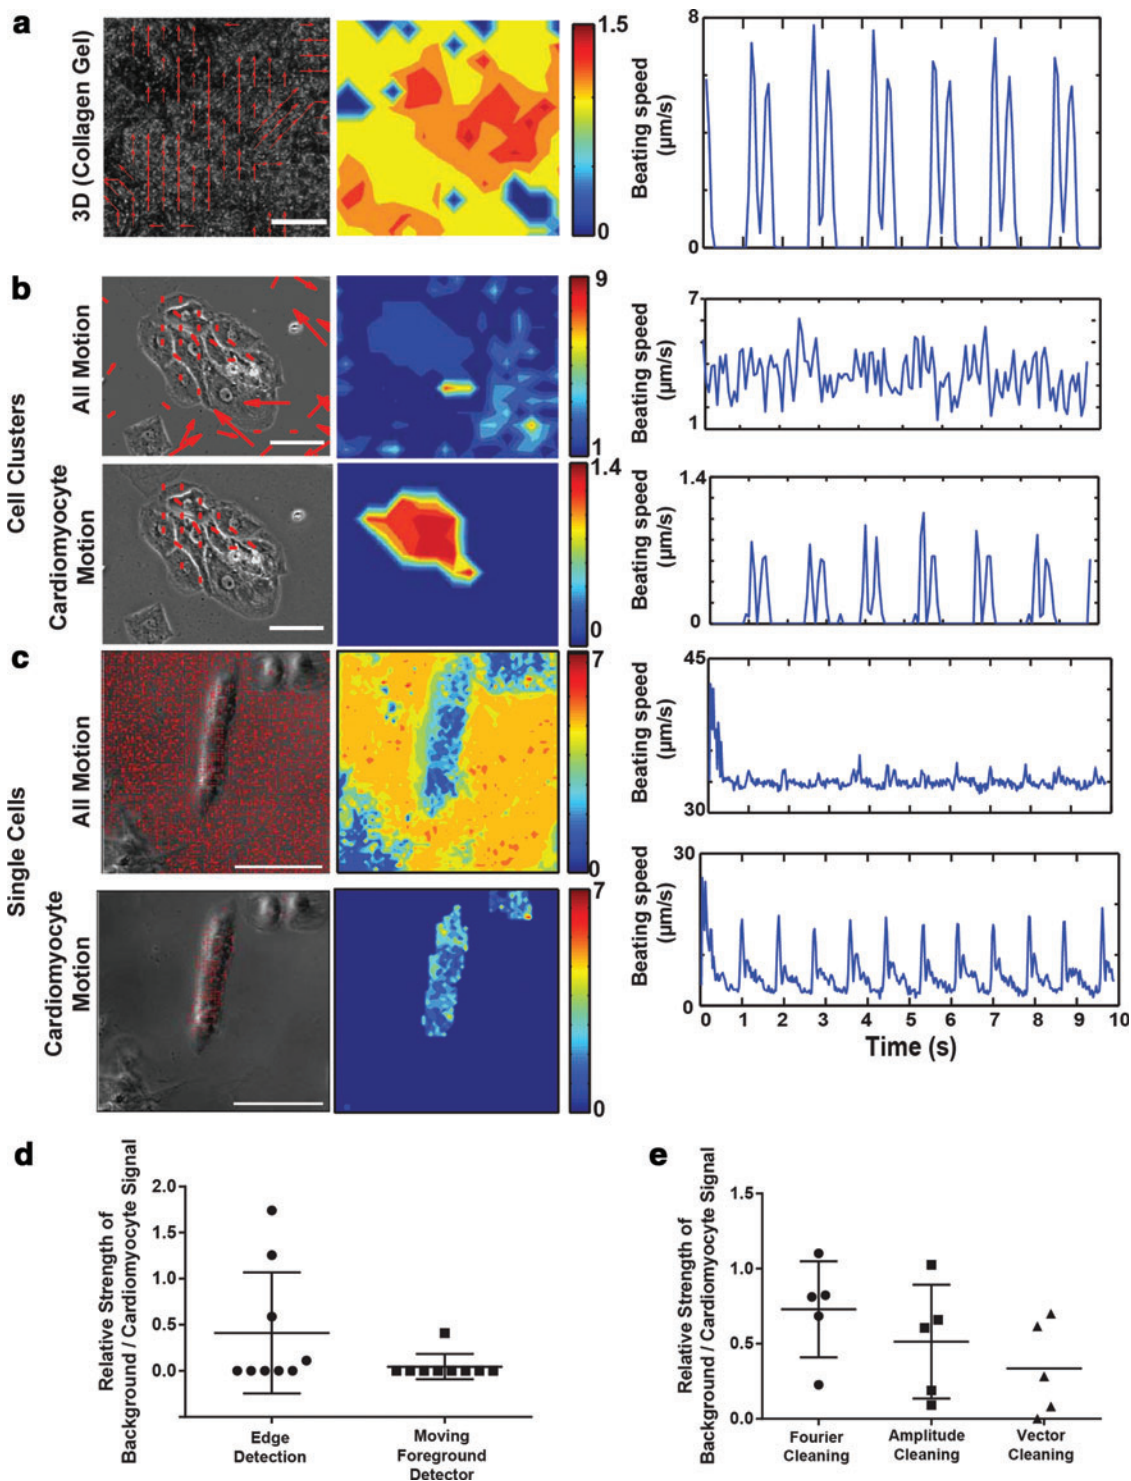 a
3D (Collagen Gel)
1.5
0
Beating speed
(µm/s)
8
4
0
b
Cell Clusters
All Motion
9
1
Beating speed
(µm/s)
7
1
Cardiomyocyte
Motion
1.4
0
Beating speed
(µm/s)
1.4
0
c
Single Cells
All Motion
7
0
Beating speed
(µm/s)
45
30
Cardiomyocyte
Motion
7
0
Beating speed
(µm/s)
30
15
0
0 1 2 3 4 5 6 7 8 9 10
Time (s)
d
Relative Strength of
Background / Cardiomyocyte Signal
2.0
1.5
1.0
0.5
0.0
Edge
Detection
Moving
Foreground
Detector
e
Relative Strength of
Background / Cardiomyocyte Signal
1.5
1.0
0.5
0.0
Fourier
Cleaning
Amplitude
Cleaning
Vector
Cleaning